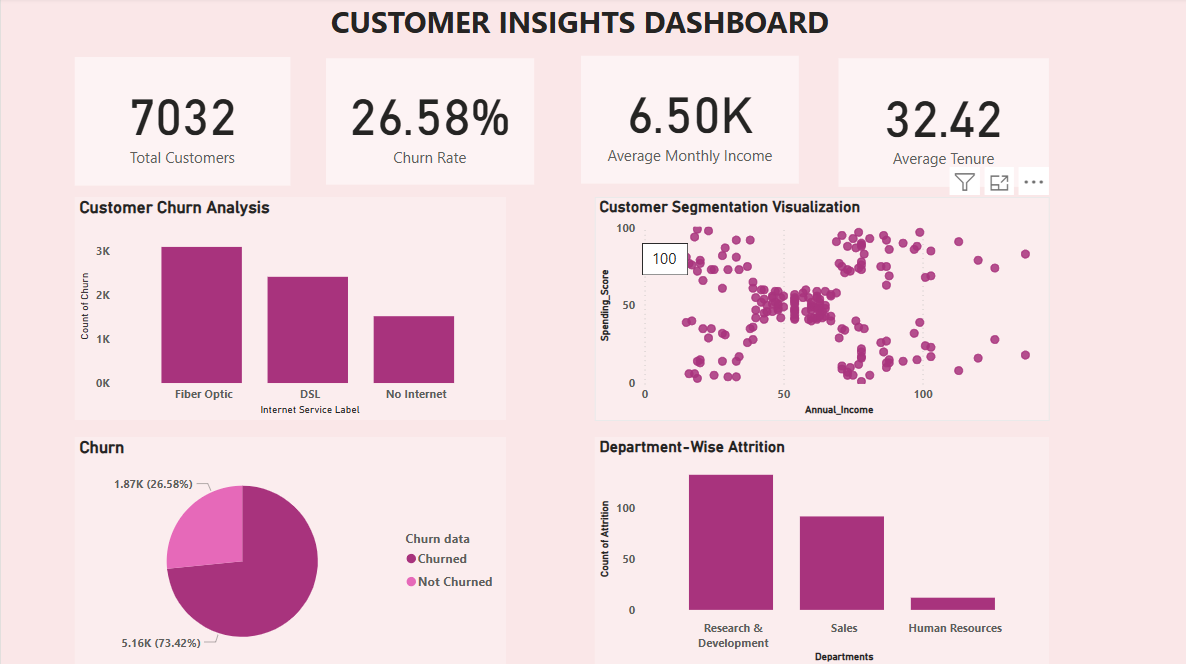 CUSTOMER INSIGHTS DASHBOARD
7032
Total Customers
26.58%
Churn Rate
6.50K
Average Monthly Income
32.42
Average Tenure
Customer Churn Analysis
Count of Churn
3K
2K
1K
0K
Fiber Optic
DSL
No Internet
Internet Service Label
Customer Segmentation Visualization
Spending_Score
100
100
50
0
0
50
100
Annual_Income
Churn
1.87K (26.58%)
5.16K (73.42%)
Churn data
Churned
Not Churned
Department-Wise Attrition
Count of Attrition
100
50
0
Research &
Development
Sales
Human Resources
Departments